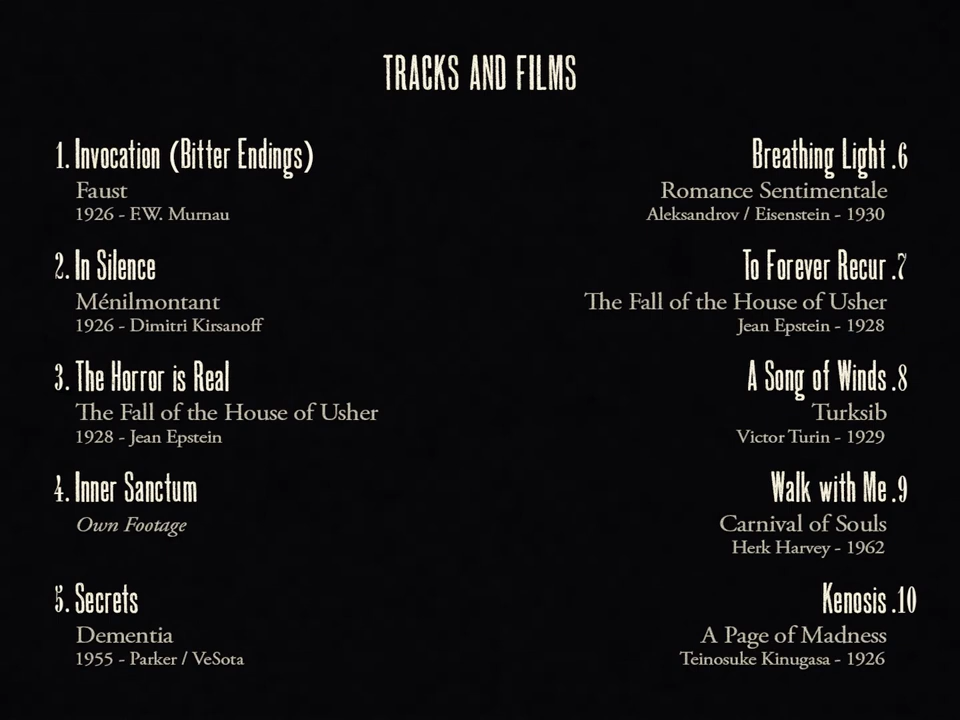 TRACKS AND FILMS
1. Invocation (Bitter Endings)
Faust
1926 - F.W. Murnau
2. In Silence
Ménilmontant
1926 - Dimitri Kirsanoff
3. The Horror is Real
The Fall of the House of Usher
1928 - Jean Epstein
4. Inner Sanctum
Own Footage
5. Secrets
Dementia
1955 - Parker / VeSota
Breathing Light .6
Romance Sentimentale
Aleksandrov / Eisenstein - 1930
To Forever Recur .7
The Fall of the House of Usher
Jean Epstein - 1928
A Song of Winds .8
Turksib
Victor Turin - 1929
Walk with Me .9
Carnival of Souls
Herk Harvey - 1962
Kenosis .10
A Page of Madness
Teinosuke Kinugasa - 1926